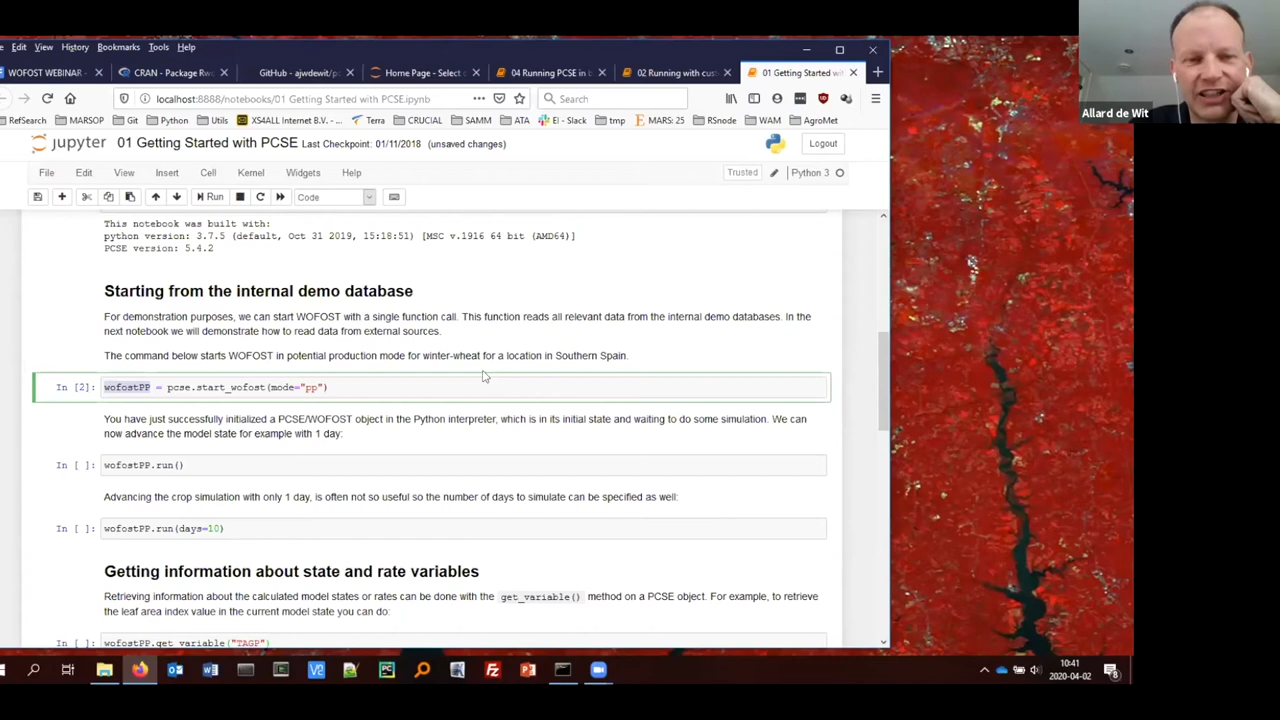 Edit View History Bookmarks Tools Help
WOFOST WEBINAR - CRAN - Package Rw GitHub - ajwdewit/ Home Page - Select 04 Running PCSE in b 02 Running with cust 01 Getting Started wit
localhost:8888/notebooks/01 Getting Started with PCSE.ipynb Search
RefSearch MARSOP Git Python Utils XS4ALL Internet B.V. - Terra CRUCIAL SAMM ATA El - Slack tmp MARS: 25 RSnode WAM AgroMet
Allard de Wit
jupyter 01 Getting Started with PCSE Last Checkpoint: 01/11/2018 (unsaved changes) Logout
File Edit View Insert Cell Kernel Widgets Help Trusted Python 3
Run Code
This notebook was built with:
python version: 3.7.5 (default, Oct 31 2019, 15:18:51) [MSC v.1916 64 bit (AMD64)]
PCSE version: 5.4.2
Starting from the internal demo database
For demonstration purposes, we can start WOFOST with a single function call. This function reads all relevant data from the internal demo databases. In the
next notebook we will demonstrate how to read data from external sources.
The command below starts WOFOST in potential production mode for winter-wheat for a location in Southern Spain.
In [2]: wofostPP = pcse.start_wofost(mode="pp")
You have just successfully initialized a PCSE/WOFOST object in the Python interpreter, which is in its initial state and waiting to do some simulation. We can
now advance the model state for example with 1 day:
In [ ]: wofostPP.run()
Advancing the crop simulation with only 1 day, is often not so useful so the number of days to simulate can be specified as well:
In [ ]: wofostPP.run(days=10)
Getting information about state and rate variables
Retrieving information about the calculated model states or rates can be done with the get_variable() method on a PCSE object. For example, to retrieve
the leaf area index value in the current model state you can do:
In [ ]: wofostPP.get_variable("TAGP")
10:41
2020-04-02
8